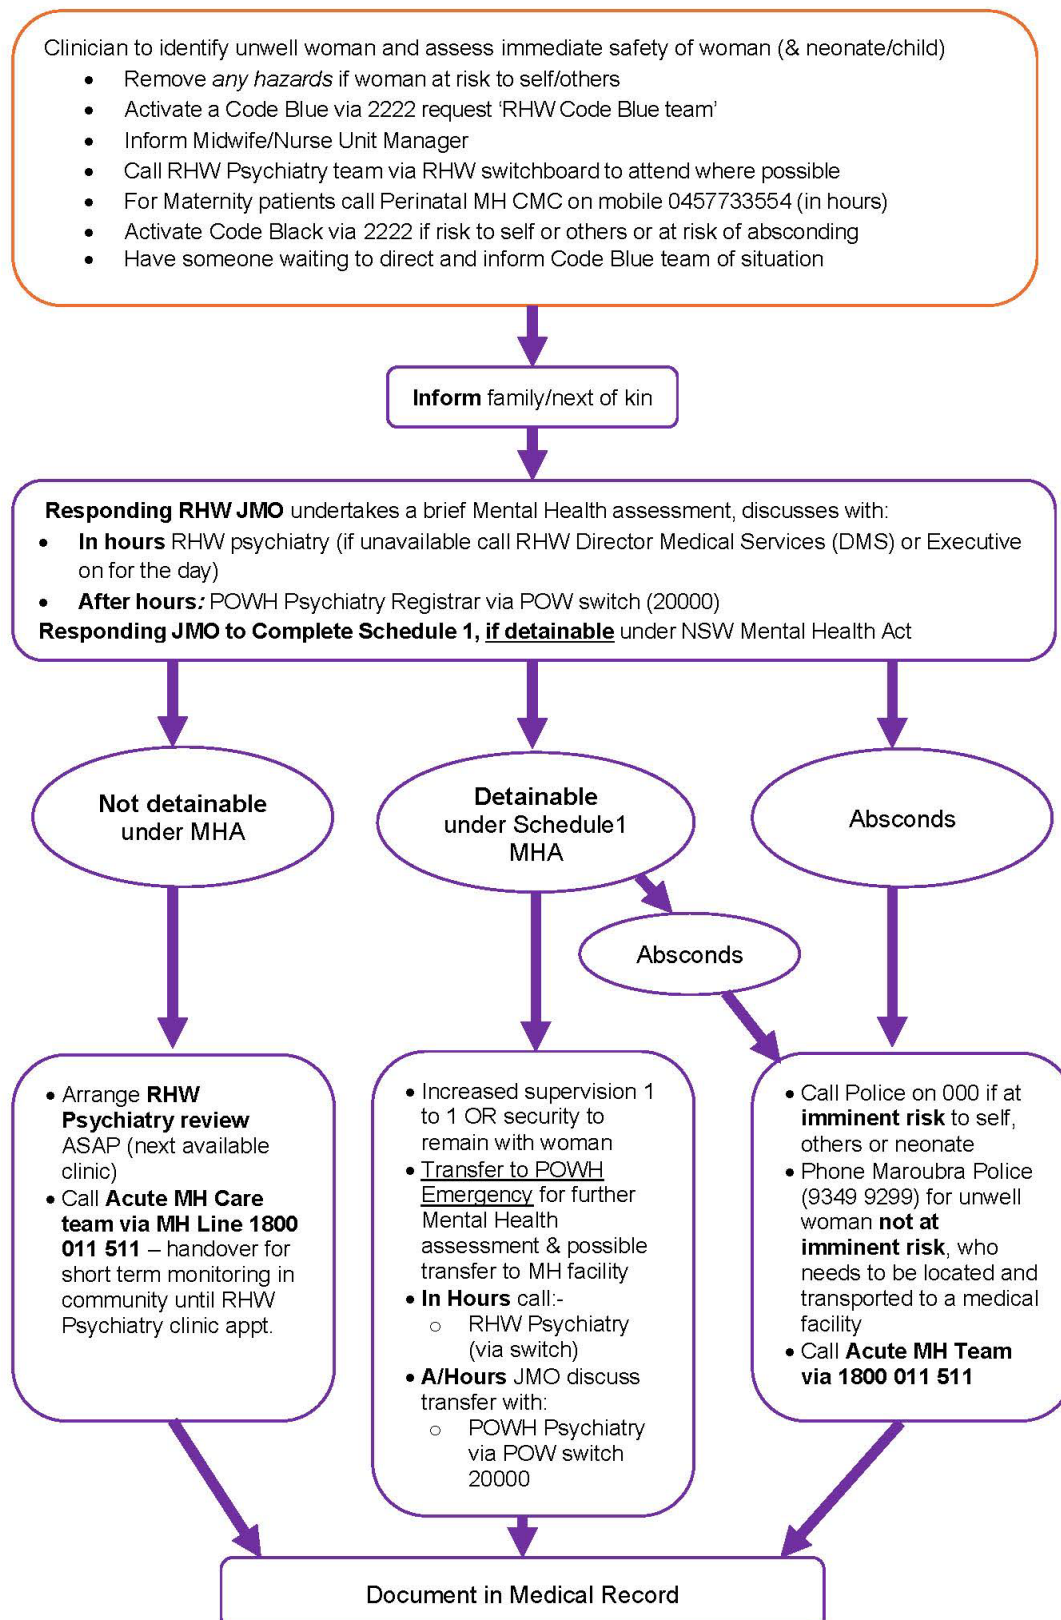 Clinician to identify unwell woman and assess immediate safety of woman (& neonate/child)
• Remove any hazards if woman at risk to self/others
• Activate a Code Blue via 2222 request ‘RHW Code Blue team’
• Inform Midwife/Nurse Unit Manager
• Call RHW Psychiatry team via RHW switchboard to attend where possible
• For Maternity patients call Perinatal MH CMC on mobile 0457733554 (in hours)
• Activate Code Black via 2222 if risk to self or others or at risk of absconding
• Have someone waiting to direct and inform Code Blue team of situation
Inform family/next of kin
Responding RHW JMO undertakes a brief Mental Health assessment, discusses with:
• In hours RHW psychiatry (if unavailable call RHW Director Medical Services (DMS) or Executive
on for the day)
• After hours: POWH Psychiatry Registrar via POW switch (20000)
Responding JMO to Complete Schedule 1, if detainable under NSW Mental Health Act
Not detainable
under MHA
Detainable
under Schedule1
MHA
Absconds
Absconds
• Arrange RHW
Psychiatry review
ASAP (next available
clinic)
• Call Acute MH Care
team via MH Line 1800
011 511 – handover for
short term monitoring in
community until RHW
Psychiatry clinic appt.
• Increased supervision 1
to 1 OR security to
remain with woman
• Transfer to POWH
Emergency for further
Mental Health
assessment & possible
transfer to MH facility
• In Hours call:-
o RHW Psychiatry
(via switch)
• A/Hours JMO discuss
transfer with:
o POWH Psychiatry
via POW switch
20000
• Call Police on 000 if at
imminent risk to self,
others or neonate
• Phone Maroubra Police
(9349 9299) for unwell
woman not at
imminent risk, who
needs to be located and
transported to a medical
facility
• Call Acute MH Team
via 1800 011 511
Document in Medical Record